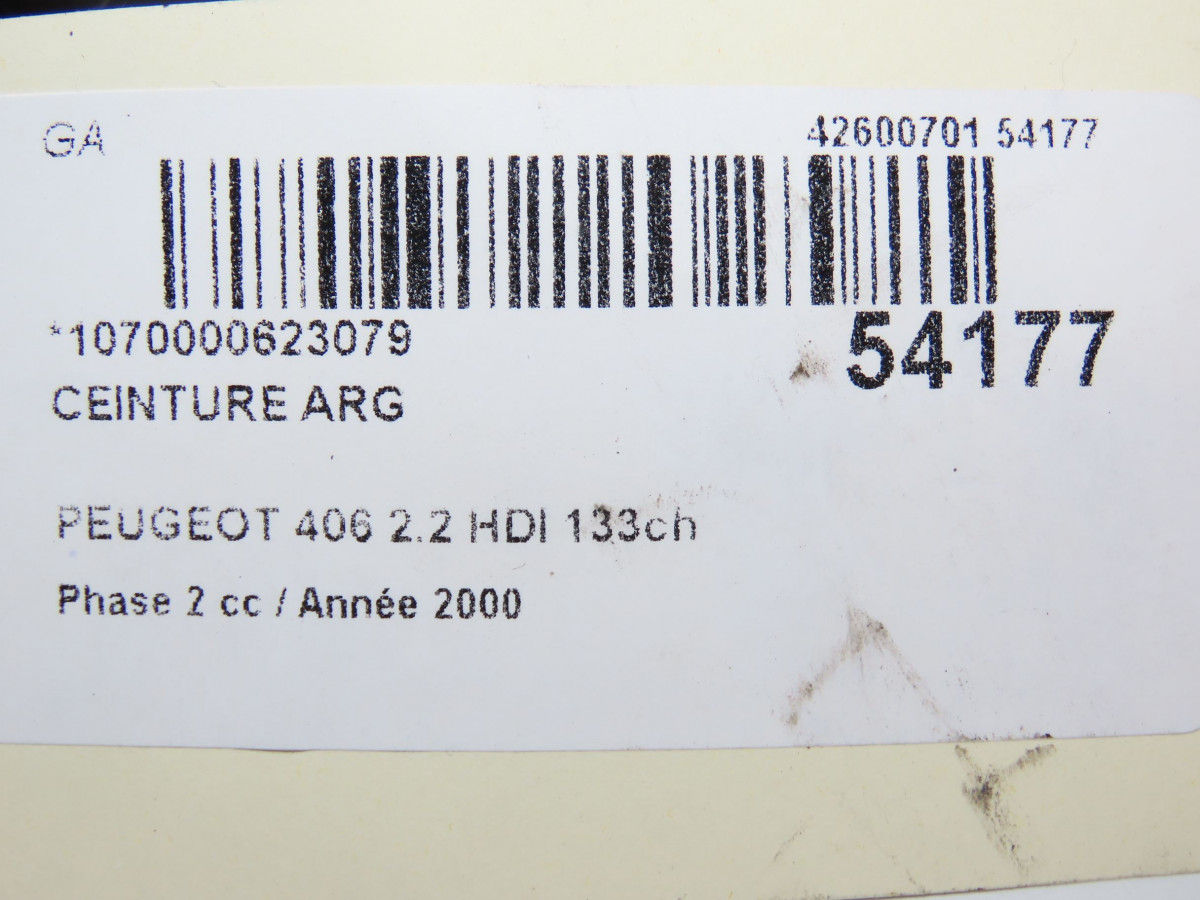 GA
42600701 54177
*1070000623079
54177
CEINTURE ARG
PEUGEOT 406 2.2 HDI 133ch
Phase 2 cc / Année 2000